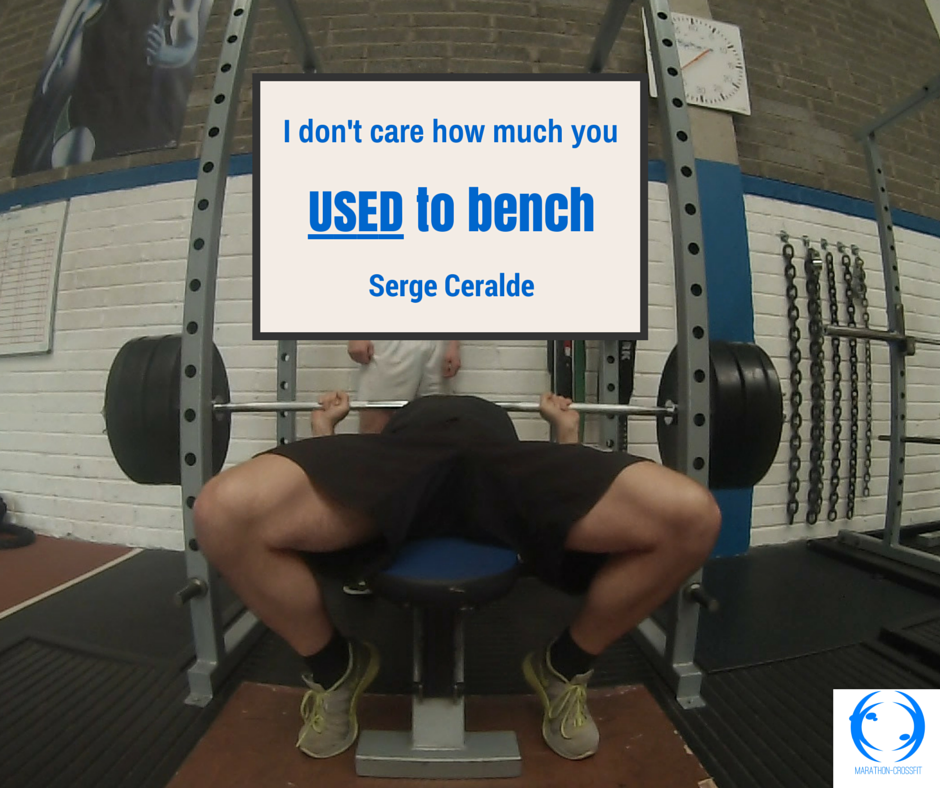 I don't care how much you
USED to bench
Serge Ceralde
MARATHON-CROSSFIT